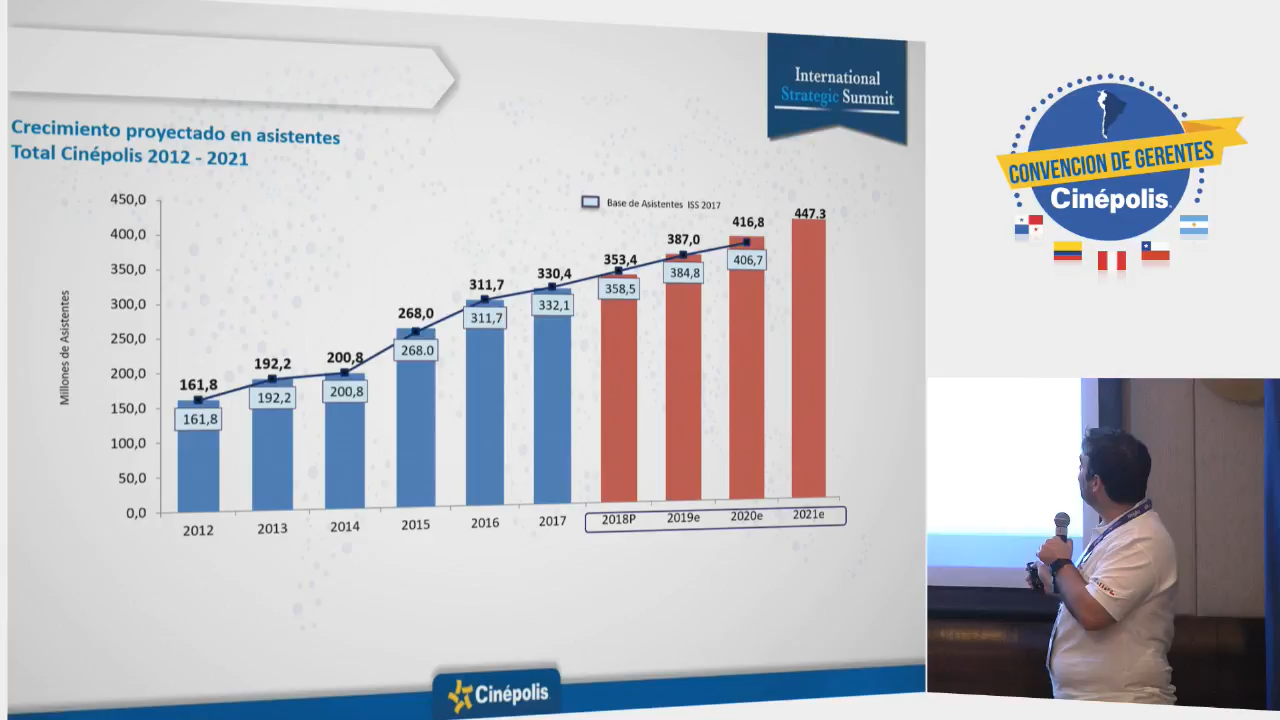 International
Strategic Summit
Crecimiento proyectado en asistentes
Total Cinépolis 2012 - 2021
Base de Asistentes ISS 2017
Millones de Asistentes
450,0
400,0
350,0
300,0
250,0
200,0
150,0
100,0
50,0
0,0
161,8
192,2
200,8
268,0
311,7
330,4
353,4
387,0
416,8
447.3
161,8
192,2
200,8
268.0
311,7
332,1
358,5
384,8
406,7
2012
2013
2014
2015
2016
2017
2018P
2019e
2020e
2021e
Cinépolis
CONVENCION DE GERENTES
Cinépolis